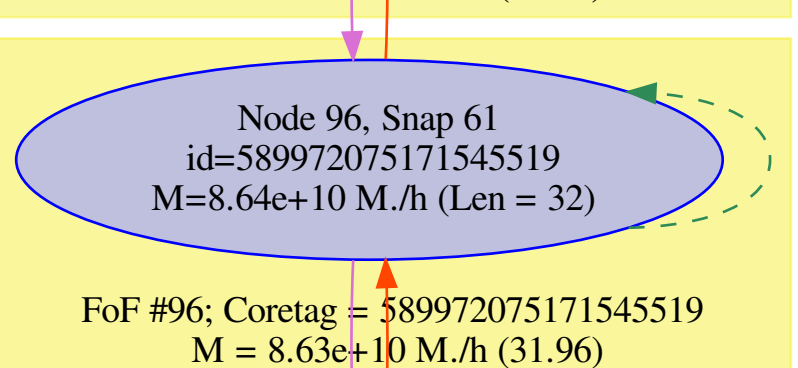 Node 96, Snap 61
id=589972075171545519
M=8.64e+10 M./h (Len = 32)
FoF #96; Coretag = 589972075171545519
M = 8.63e+10 M./h (31.96)